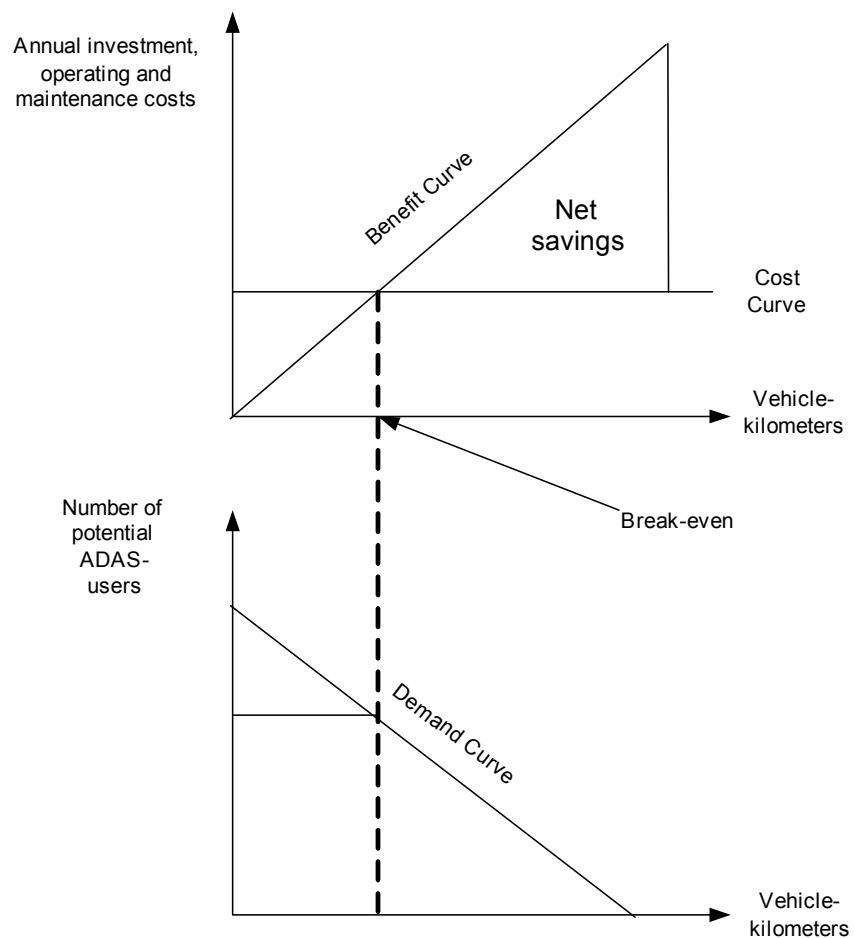 Annual investment,
operating and
maintenance costs
Benefit Curve
Net
savings
Cost
Curve
Vehicle-
kilometers
Break-even
Number of
potential
ADAS-
users
Demand Curve
Vehicle-
kilometers